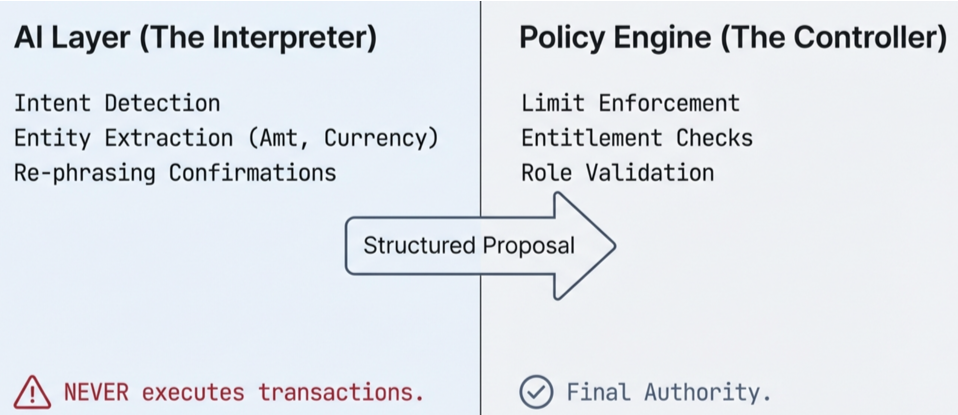 AI Layer (The Interpreter)
Intent Detection
Entity Extraction (Amt, Currency)
Re-phrasing Confirmations
Policy Engine (The Controller)
Limit Enforcement
Entitlement Checks
Role Validation
Structured Proposal
NEVER executes transactions.
Final Authority.